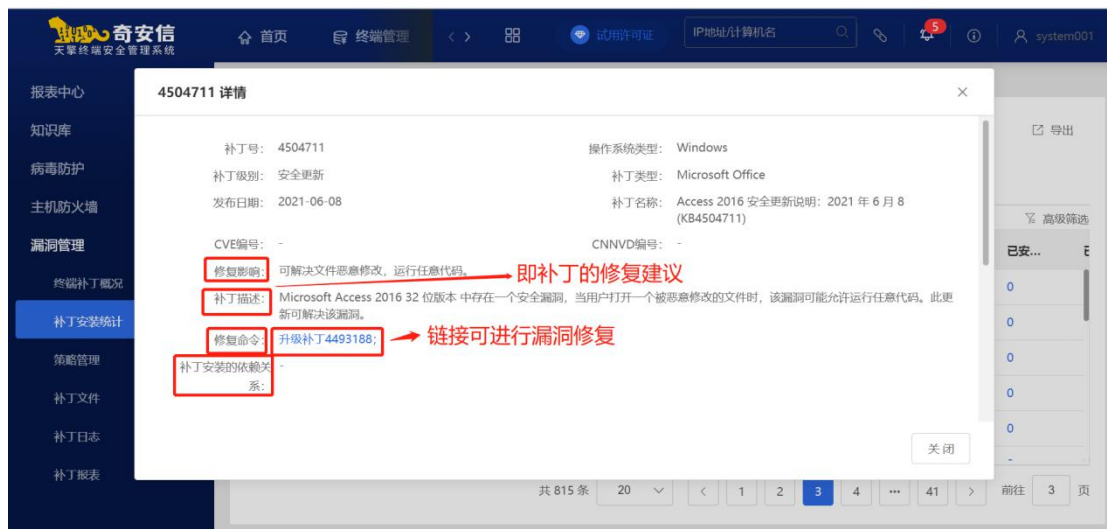 奇安信
天擎终端安全管理系统
首页
终端管理
试用许可证
IP地址/计算机名
5
system001
报表中心
知识库
病毒防护
主机防火墙
漏洞管理
终端补丁概况
补丁安装统计
策略管理
补丁文件
补丁日志
补丁报表
4504711 详情
导出
高级筛选
已安...
补丁号: 4504711
操作系统类型: Windows
补丁级别: 安全更新
补丁类型: Microsoft Office
发布日期: 2021-06-08
补丁名称: Access 2016 安全更新说明: 2021 年 6 月 8
(KB4504711)
CVE编号: -
CNNVD编号: -
修复影响: 可解决文件恶意修改，运行任意代码。
即补丁的修复建议
补丁描述: Microsoft Access 2016 32 位版本 中存在一个安全漏洞，当用户打开一个被恶意修改的文件时，该漏洞可能允许运行任意代码。此更
新可解决该漏洞。
修复命令: 升级补丁4493188;
链接可进行漏洞修复
补丁安装的依赖关
系: -
0
0
0
0
0
关闭
共 815 条
20
< 1 2 3 4 ··· 41 >
前往 3 页